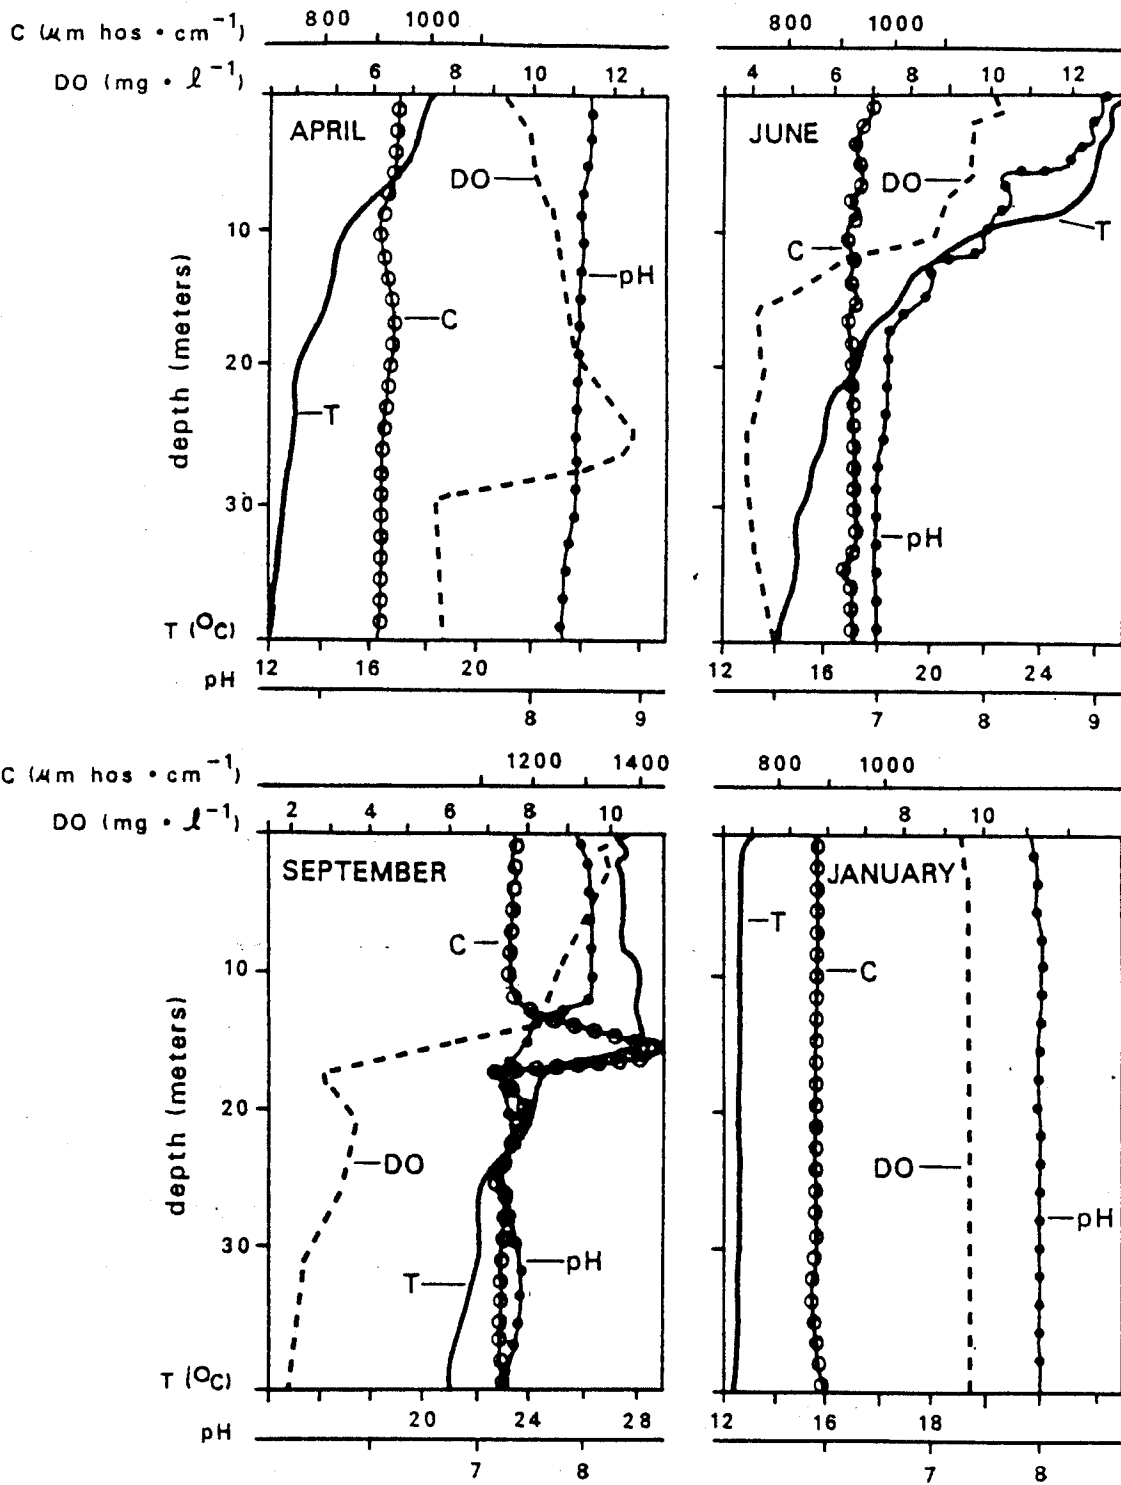 C (μm hos • cm⁻¹) 800 1000 800 1000
DO (mg • ℓ⁻¹) 6 7 8 10 12 4 6 8 10 12
APRIL JUNE
DO DO
10
C T
pH
C
depth (meters)
20
T
30
pH
T (°C)
12 16 20 12 16 20 24
pH
8 9 7 8 9
C (μm hos • cm⁻¹) 1200 1400 800 1000
DO (mg • ℓ⁻¹) 2 4 6 7 8 10 8 10
SEPTEMBER JANUARY
T
C
10 C
depth (meters)
20
DO DO
pH
30
pH
T
T (°C)
20 24 28 12 16 18
pH
7 8 7 8